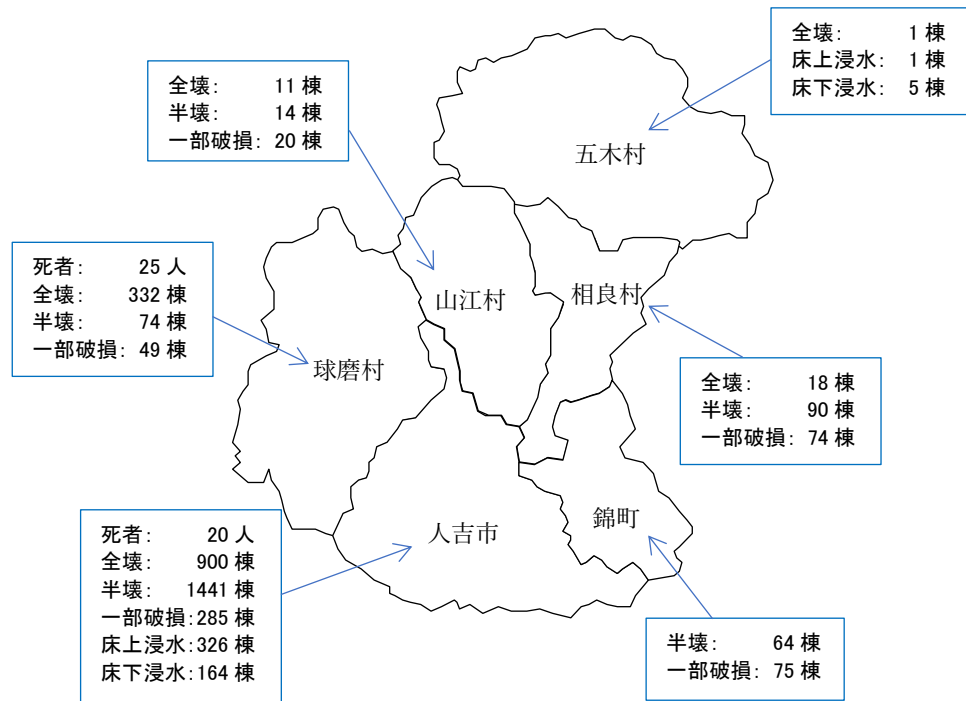 全壊: 1 棟
床上浸水: 1 棟
床下浸水: 5 棟
五木村
全壊: 11 棟
半壊: 14 棟
一部破損: 20 棟
山江村
相良村
死者: 25 人
全壊: 332 棟
半壊: 74 棟
一部破損: 49 棟
球磨村
全壊: 18 棟
半壊: 90 棟
一部破損: 74 棟
人吉市
錦町
死者: 20 人
全壊: 900 棟
半壊: 1441 棟
一部破損:285 棟
床上浸水:326 棟
床下浸水:164 棟
半壊: 64 棟
一部破損: 75 棟